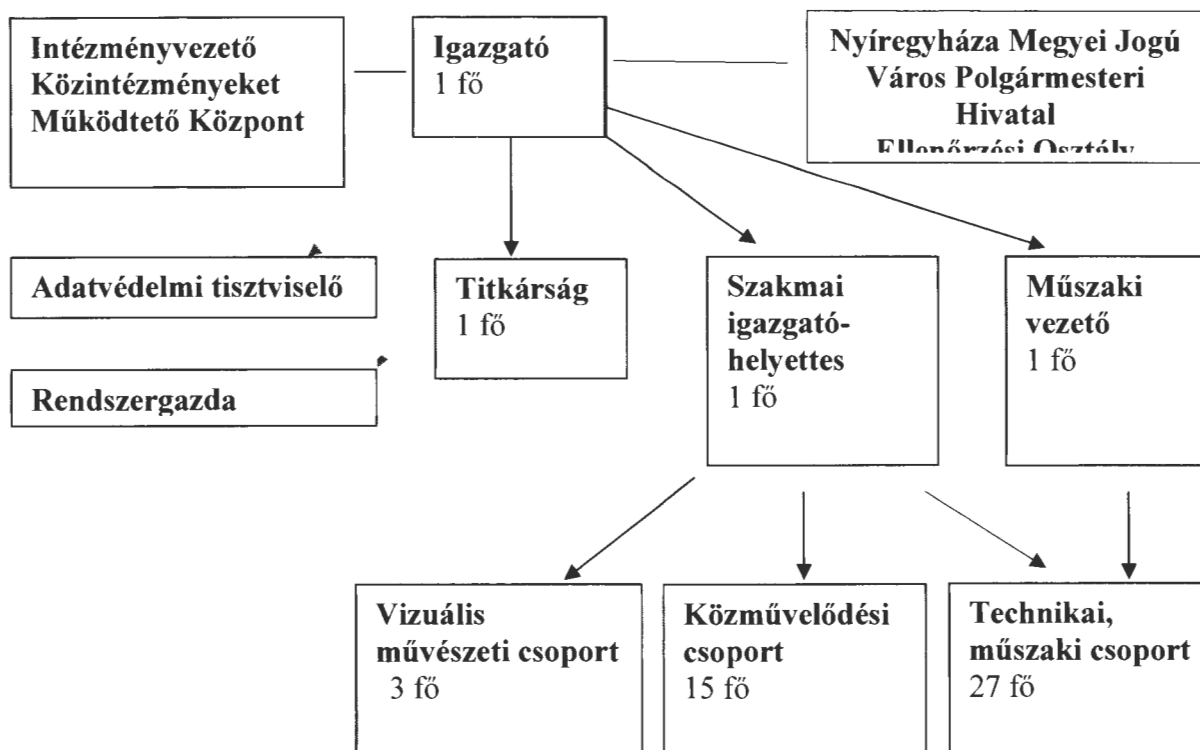 Intézményvezető
Közintézményeket
Működtető Központ
Igazgató
1 fő
Nyíregyháza Megyei Jogú
Város Polgármesteri
Hivatal
Ellenőrzési Osztály
Adatvédelmi tisztviselő
Rendszergazda
Titkárság
1 fő
Szakmai
igazgató-
helyettes
1 fő
Műszaki
vezető
1 fő
Vizuális
művészeti csoport
3 fő
Közművelődési
csoport
15 fő
Technikai,
műszaki csoport
27 fő